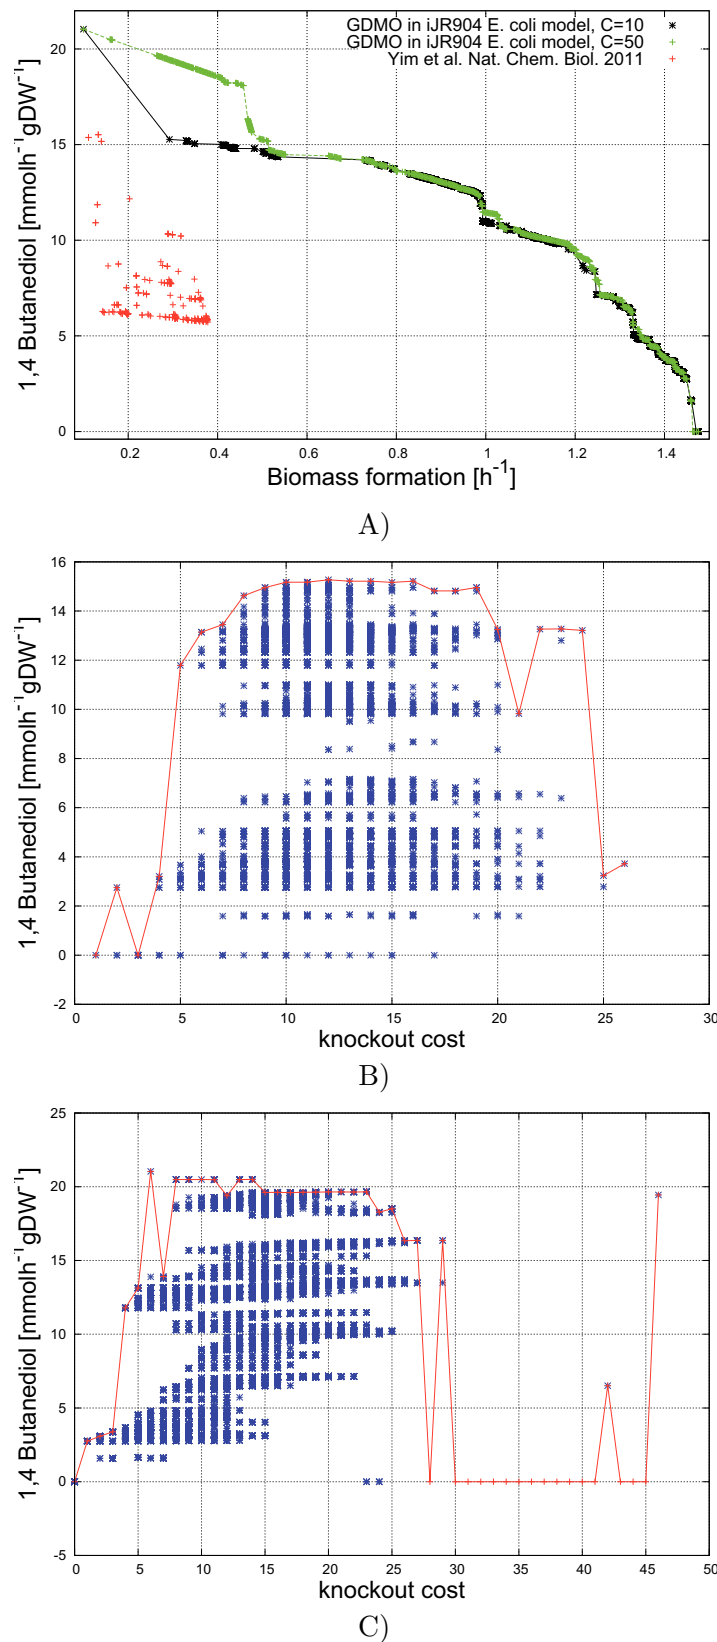 GDMO in iJR904 E. coli model, C=10
GDMO in iJR904 E. coli model, C=50
Yim et al. Nat. Chem. Biol. 2011
1,4 Butanediol [mmolh⁻¹gDW⁻¹]
20
15
10
5
0
0.2 0.4 0.6 0.8 1 1.2 1.4
Biomass formation [h⁻¹]
A)
1,4 Butanediol [mmolh⁻¹gDW⁻¹]
16
14
12
10
8
6
4
2
0
-2
0 5 10 15 20 25 30
knockout cost
B)
1,4 Butanediol [mmolh⁻¹gDW⁻¹]
25
20
15
10
5
0
-5
0 5 10 15 20 25 30 35 40 45 50
knockout cost
C)